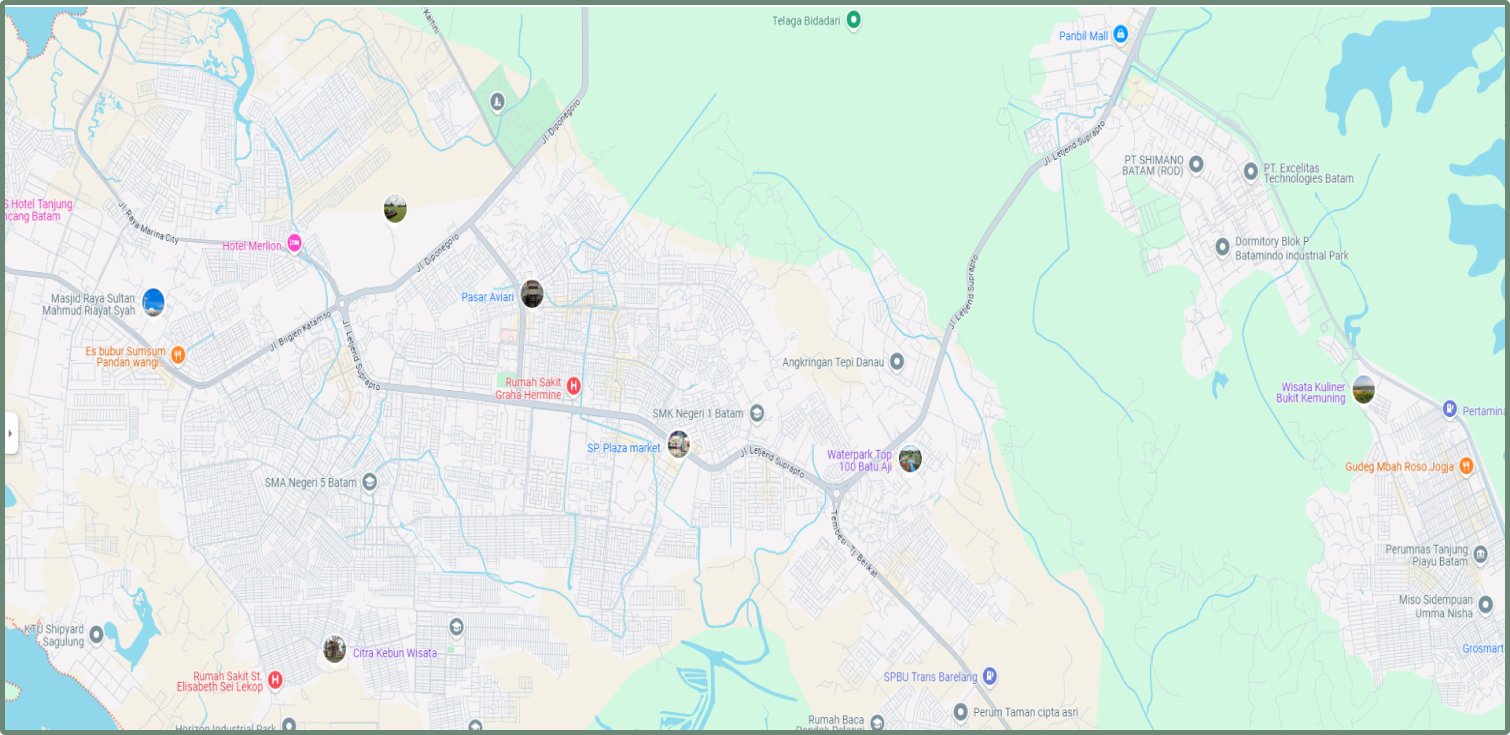 Telaga Bidadari
Panbil Mall
Jl. Diponegoro
Jl. Letjend Suprapto
PT SHIMANO
BATAM (ROD)
PT. Excelitas
Technologies Batam
S Hotel Tanjung
ncang Batam
Jl. Raya Marina City
Hotel Merlion
Jl. Diponegoro
Dormitory Blok P
Batamindo industrial Park
Masjid Raya Sultan
Mahmud Riayat Syah
Pasar Aviari
Jl. Letjend Suprapto
Jl. Brigjen Katamso
Es bubur Sumsum
Pandan wangi
Jl. Letjend Suprapto
Angkringan Tepi Danau
Rumah Sakit
Graha Hermine
Wisata Kuliner
Bukit Kemuning
SMK Negeri 1 Batam
Pertamina
SP. Plaza market
Jl. Letjend Suprapto
Waterpark Top
100 Batu Aji
Gudeg Mbah Roso Jogja
SMA Negeri 5 Batam
Tembesi - Tj. Berikat
Perumnas Tanjung
Piayu Batam
Miso Sidempuan
Umma Nisha
KTU Shipyard
Sagulung
Citra Kebun Wisata
Grosmart
Rumah Sakit St.
Elisabeth Sei Lekop
SPBU Trans Barelang
Perum Taman cipta asri
Rumah Baca
Pondok Pelangi
Horizon Industrial Park